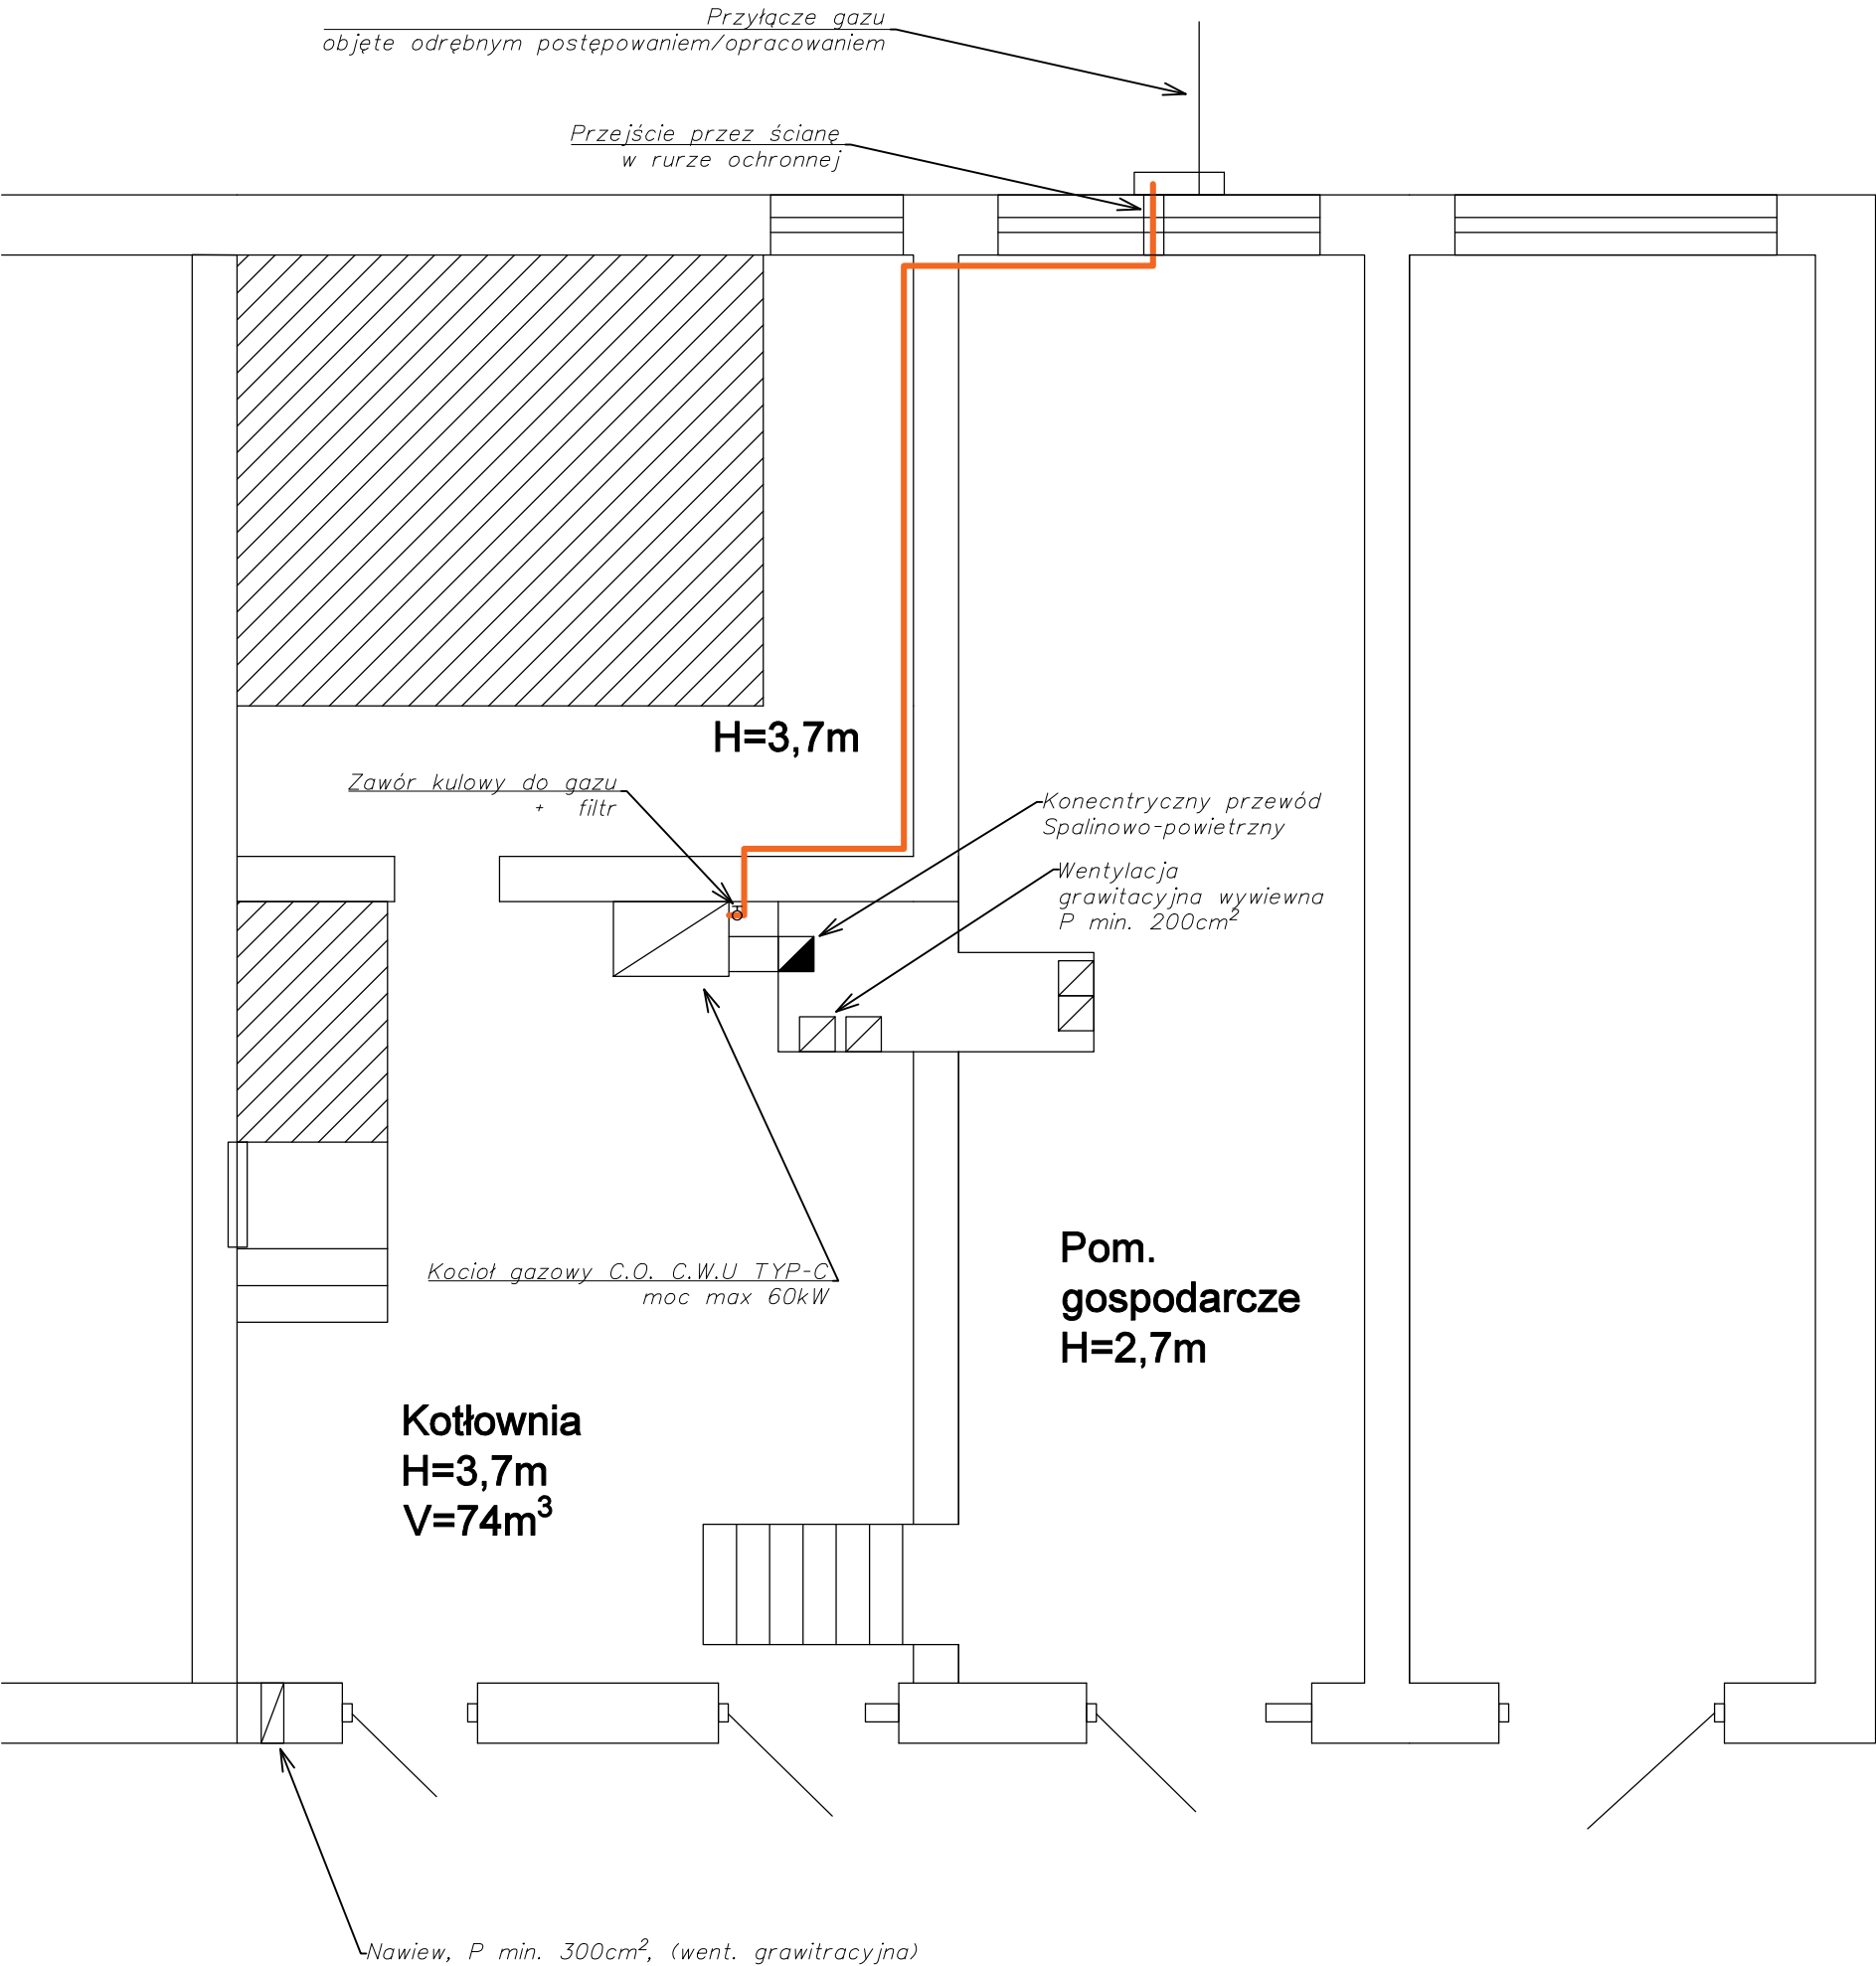 Przyłącze gazu
objęte odrębnym postępowaniem/opracowaniem
Przejście przez ścianę
w rurze ochronnej
H=3,7m
Zawór kulowy do gazu
+ filtr
Konecntryczny przewód
Spalinowo-powietrzny
Wentylacja
grawitacyjna wywiewna
P min. 200cm²
Kocioł gazowy C.O. C.W.U TYP-C
moc max 60kW
Pom.
gospodarcze
H=2,7m
Kotłownia
H=3,7m
V=74m³
Nawiew, P min. 300cm², (went. grawitracyjna)